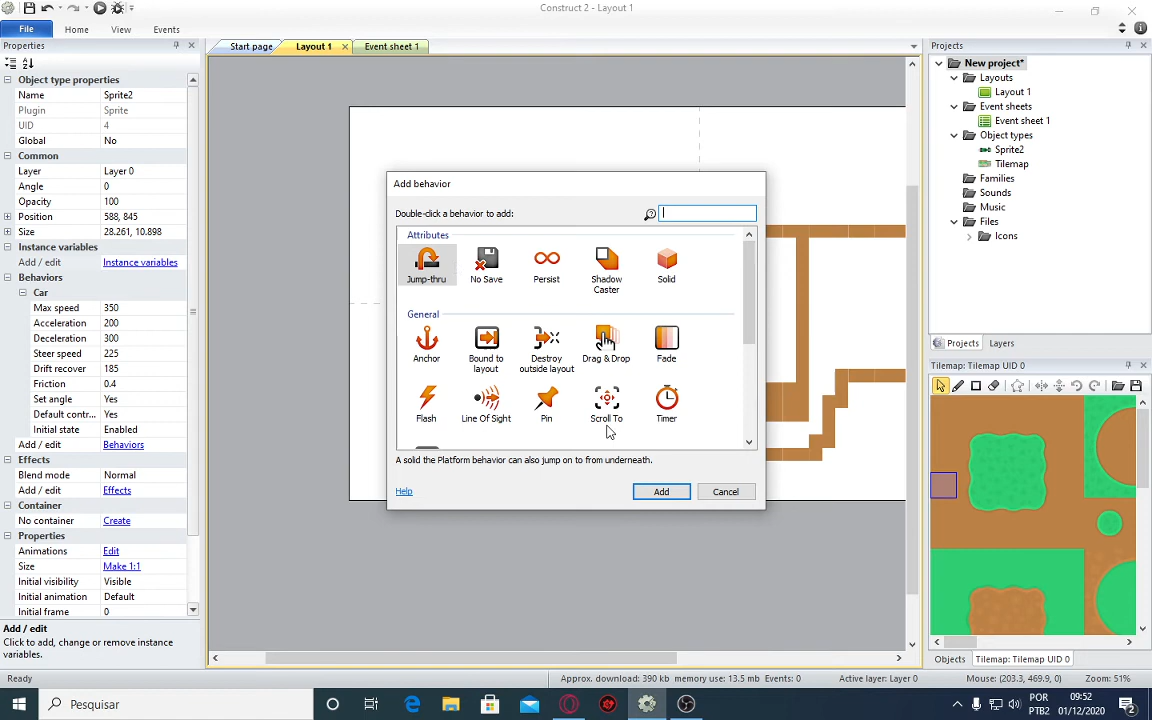 Construct 2 - Layout 1
File
Home
View
Events
Properties
Object type properties
Name Sprite2
Plugin Sprite
UID 4
Global No
Common
Layer Layer 0
Angle 0
Opacity 100
Position 588, 845
Size 28.261, 10.898
Instance variables
Add / edit Instance variables
Behaviors
Car
Max speed 350
Acceleration 200
Deceleration 300
Steer speed 225
Drift recover 185
Friction 0.4
Set angle Yes
Default contr... Yes
Initial state Enabled
Add / edit Behaviors
Effects
Blend mode Normal
Add / edit Effects
Container
No container Create
Properties
Animations Edit
Size Make 1:1
Initial visibility Visible
Initial animation Default
Initial frame 0
Add / edit
Click to add, change or remove instance
variables.
Start page
Layout 1
Event sheet 1
Add behavior
Double-click a behavior to add:
Attributes
Jump-thru
No Save
Persist
Shadow
Caster
Solid
General
Anchor
Bound to
layout
Destroy
outside layout
Drag & Drop
Fade
Flash
Line Of Sight
Pin
Scroll To
Timer
A solid the Platform behavior can also jump on to from underneath.
Help
Add
Cancel
Projects
New project*
Layouts
Layout 1
Event sheets
Event sheet 1
Object types
Sprite2
Tilemap
Families
Sounds
Music
Files
Icons
Projects
Layers
Tilemap: Tilemap UID 0
Objects
Tilemap: Tilemap UID 0
Ready
Approx. download: 390 kb
memory use: 13.5 mb
Events: 0
Active layer: Layer 0
Mouse: (203.3, 469.9, 0)
Zoom: 51%
Pesquisar
POR
PTB2
09:52
01/12/2020
2